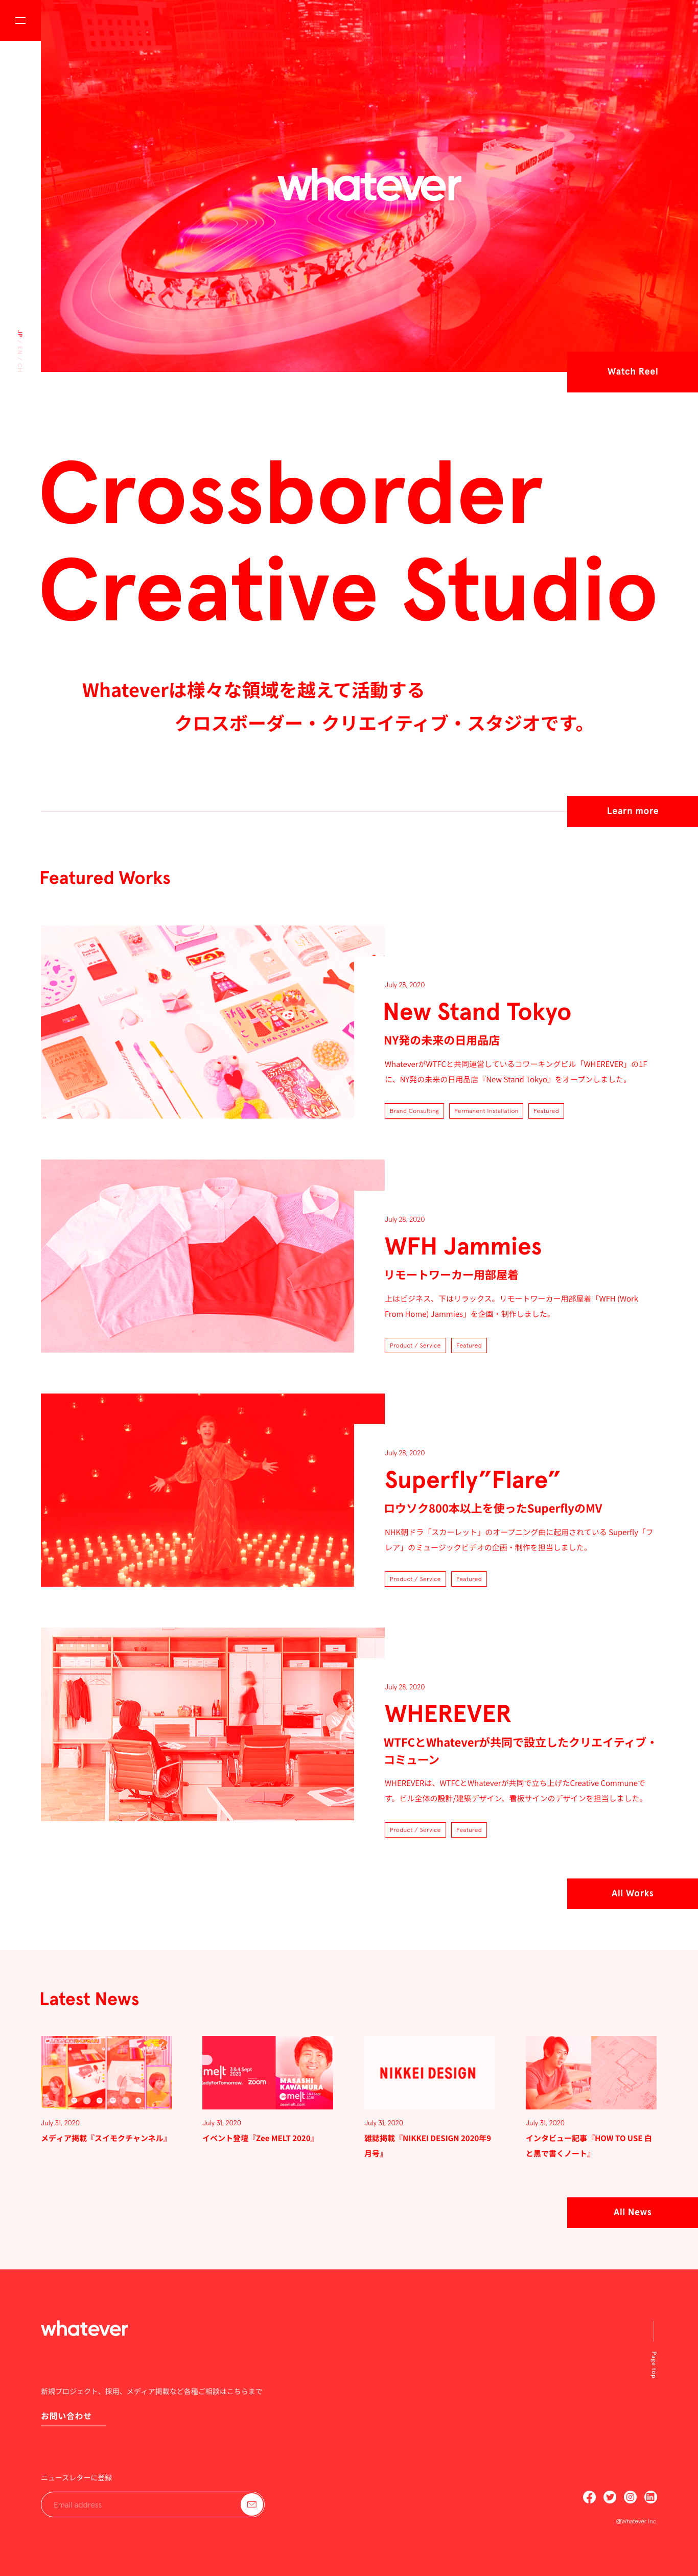 whatever
UNLIMITED STADIUM
JP / EN / CH
Watch Reel
Crossborder
Creative Studio
Whateverは様々な領域を越えて活動する
クロスボーダー・クリエイティブ・スタジオです。
Learn more
Featured Works
July 28, 2020
New Stand Tokyo
NY発の未来の日用品店
WhateverがWTFCと共同運営しているコワーキングビル「WHEREVER」の1F
に、NY発の未来の日用品店『New Stand Tokyo』をオープンしました。
Brand Consulting
Permanent Installation
Featured
July 28, 2020
WFH Jammies
リモートワーカー用部屋着
上はビジネス、下はリラックス。リモートワーカー用部屋着「WFH (Work
From Home) Jammies」を企画・制作しました。
Product / Service
Featured
July 28, 2020
Superfly”Flare”
ロウソク800本以上を使ったSuperflyのMV
NHK朝ドラ「スカーレット」のオープニング曲に起用されている Superfly「フ
レア」のミュージックビデオの企画・制作を担当しました。
Product / Service
Featured
July 28, 2020
WHEREVER
WTFCとWhateverが共同で設立したクリエイティブ・
コミューン
WHEREVERは、WTFCとWhateverが共同で立ち上げたCreative Communeで
す。ビル全体の設計/建築デザイン、看板サインのデザインを担当しました。
Product / Service
Featured
All Works
Latest News
melt
3 & 4 Sept
2020
adyForTomorrow.
zoom
MASASHI
KAWAMURA
melt
NIKKEI DESIGN
July 31, 2020
メディア掲載『スイモクチャンネル』
July 31, 2020
イベント登壇『Zee MELT 2020』
July 31, 2020
雑誌掲載『NIKKEI DESIGN 2020年9
月号』
July 31, 2020
インタビュー記事『HOW TO USE 白
と黒で書くノート』
All News
whatever
Page top
新規プロジェクト、採用、メディア掲載など各種ご相談はこちらまで
お問い合わせ
ニュースレターに登録
Email address
@Whatever Inc.